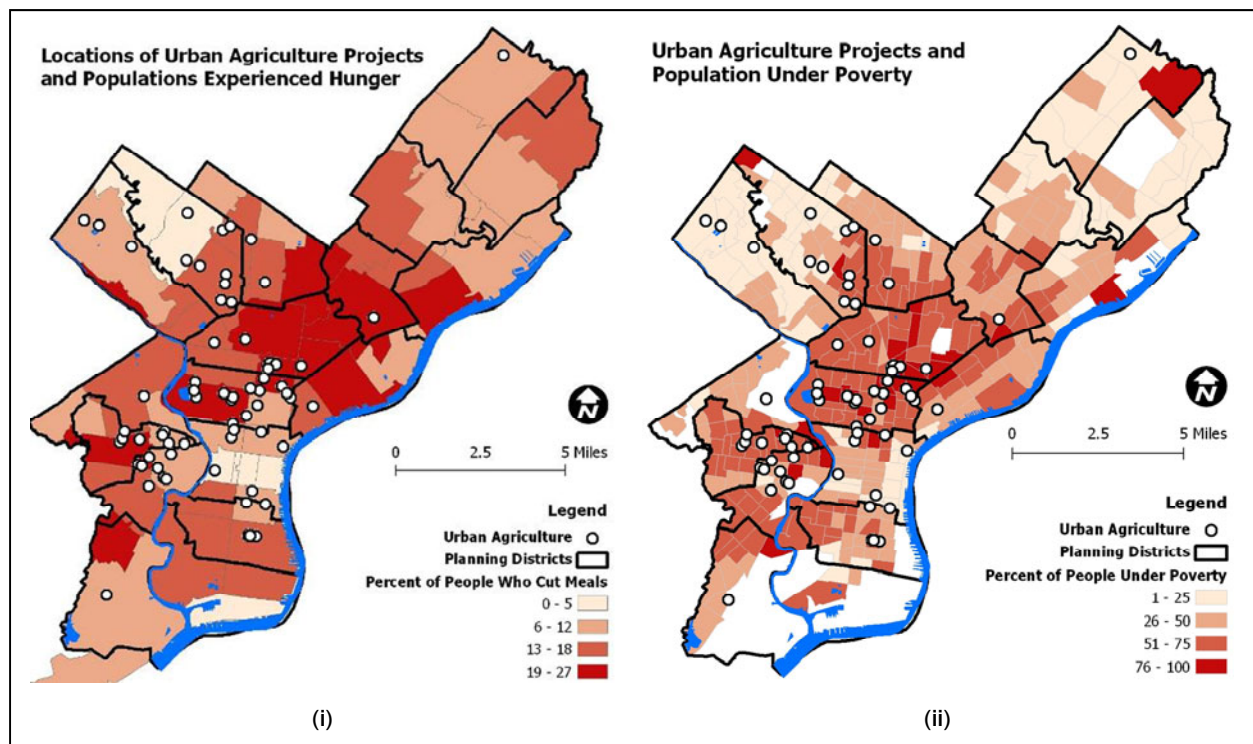 Locations of Urban Agriculture Projects
and Populations Experienced Hunger
N
0 2.5 5 Miles
Legend
Urban Agriculture
Planning Districts
Percent of People Who Cut Meals
0 - 5
6 - 12
13 - 18
19 - 27
(i)
Urban Agriculture Projects and
Population Under Poverty
N
0 2.5 5 Miles
Legend
Urban Agriculture
Planning Districts
Percent of People Under Poverty
1 - 25
26 - 50
51 - 75
76 - 100
(ii)